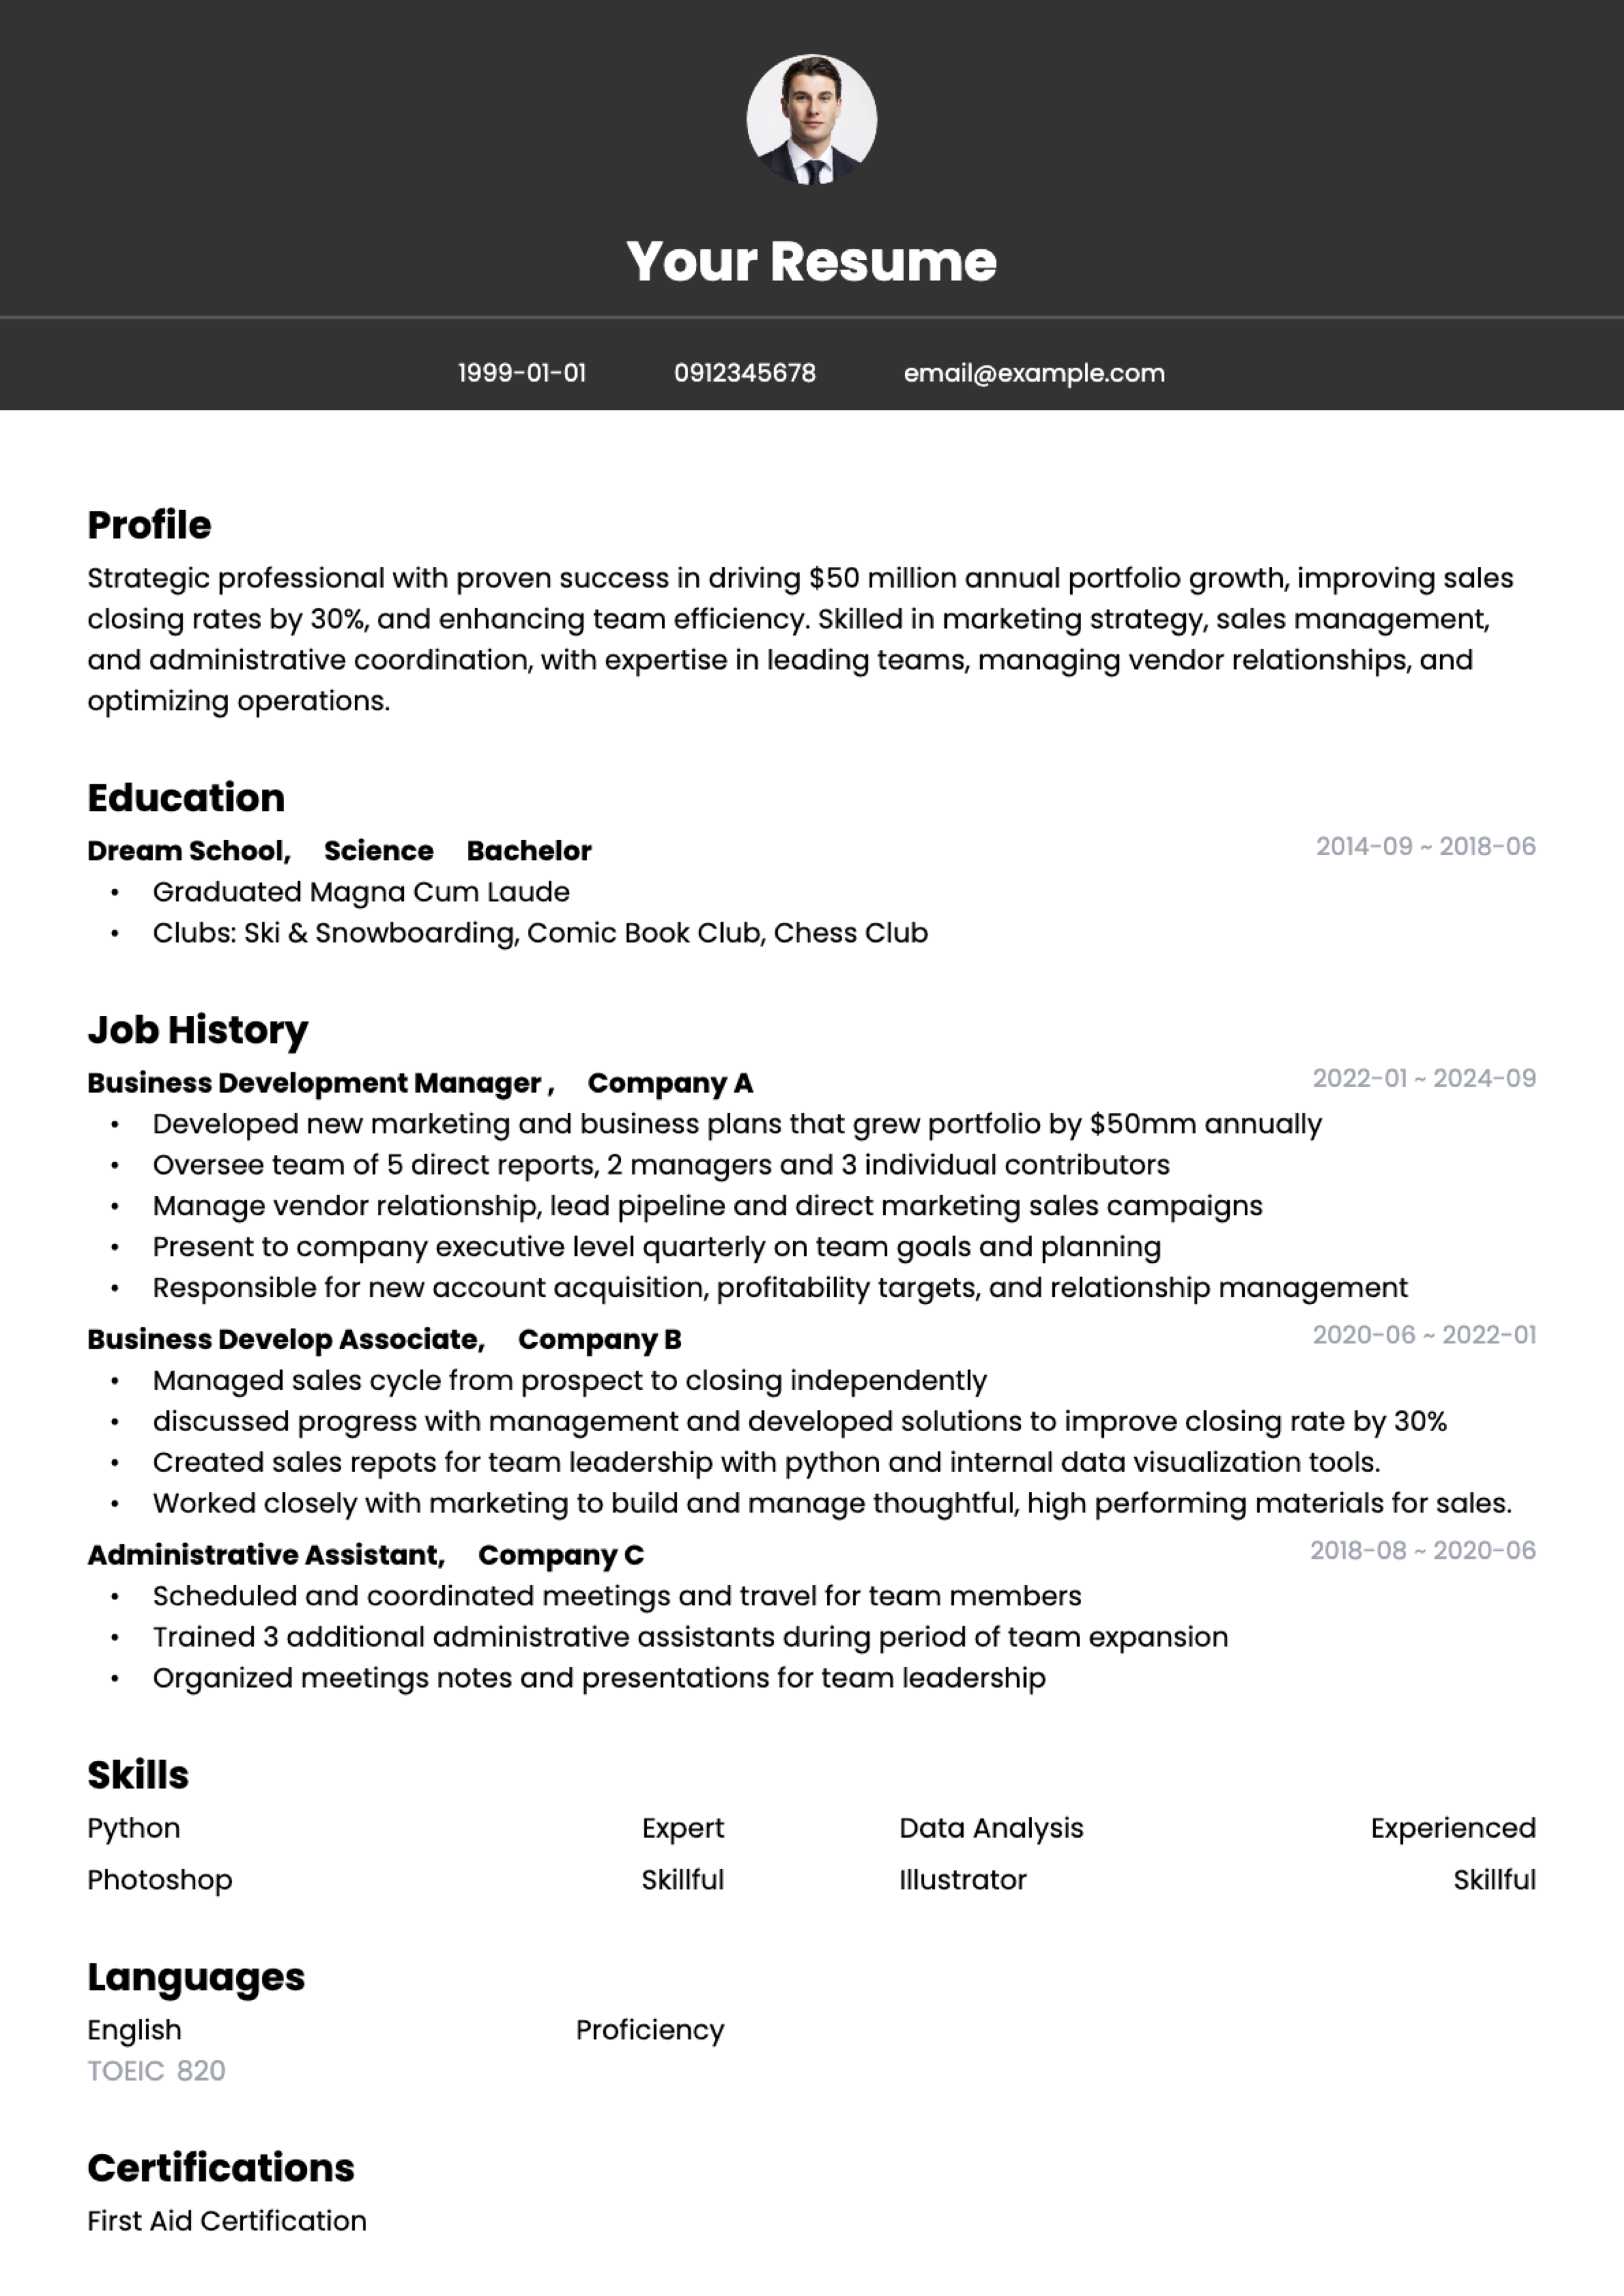 Your Resume
1999-01-01 0912345678 email@example.com
Profile
Strategic professional with proven success in driving $50 million annual portfolio growth, improving sales
closing rates by 30%, and enhancing team efficiency. Skilled in marketing strategy, sales management,
and administrative coordination, with expertise in leading teams, managing vendor relationships, and
optimizing operations.
Education
Dream School, Science Bachelor 2014-09 ~ 2018-06
• Graduated Magna Cum Laude
• Clubs: Ski & Snowboarding, Comic Book Club, Chess Club
Job History
Business Development Manager , Company A 2022-01 ~ 2024-09
• Developed new marketing and business plans that grew portfolio by $50mm annually
• Oversee team of 5 direct reports, 2 managers and 3 individual contributors
• Manage vendor relationship, lead pipeline and direct marketing sales campaigns
• Present to company executive level quarterly on team goals and planning
• Responsible for new account acquisition, profitability targets, and relationship management
Business Develop Associate, Company B 2020-06 ~ 2022-01
• Managed sales cycle from prospect to closing independently
• discussed progress with management and developed solutions to improve closing rate by 30%
• Created sales repots for team leadership with python and internal data visualization tools.
• Worked closely with marketing to build and manage thoughtful, high performing materials for sales.
Administrative Assistant, Company C 2018-08 ~ 2020-06
• Scheduled and coordinated meetings and travel for team members
• Trained 3 additional administrative assistants during period of team expansion
• Organized meetings notes and presentations for team leadership
Skills
Python Expert Data Analysis Experienced
Photoshop Skillful Illustrator Skillful
Languages
English Proficiency
TOEIC 820
Certifications
First Aid Certification